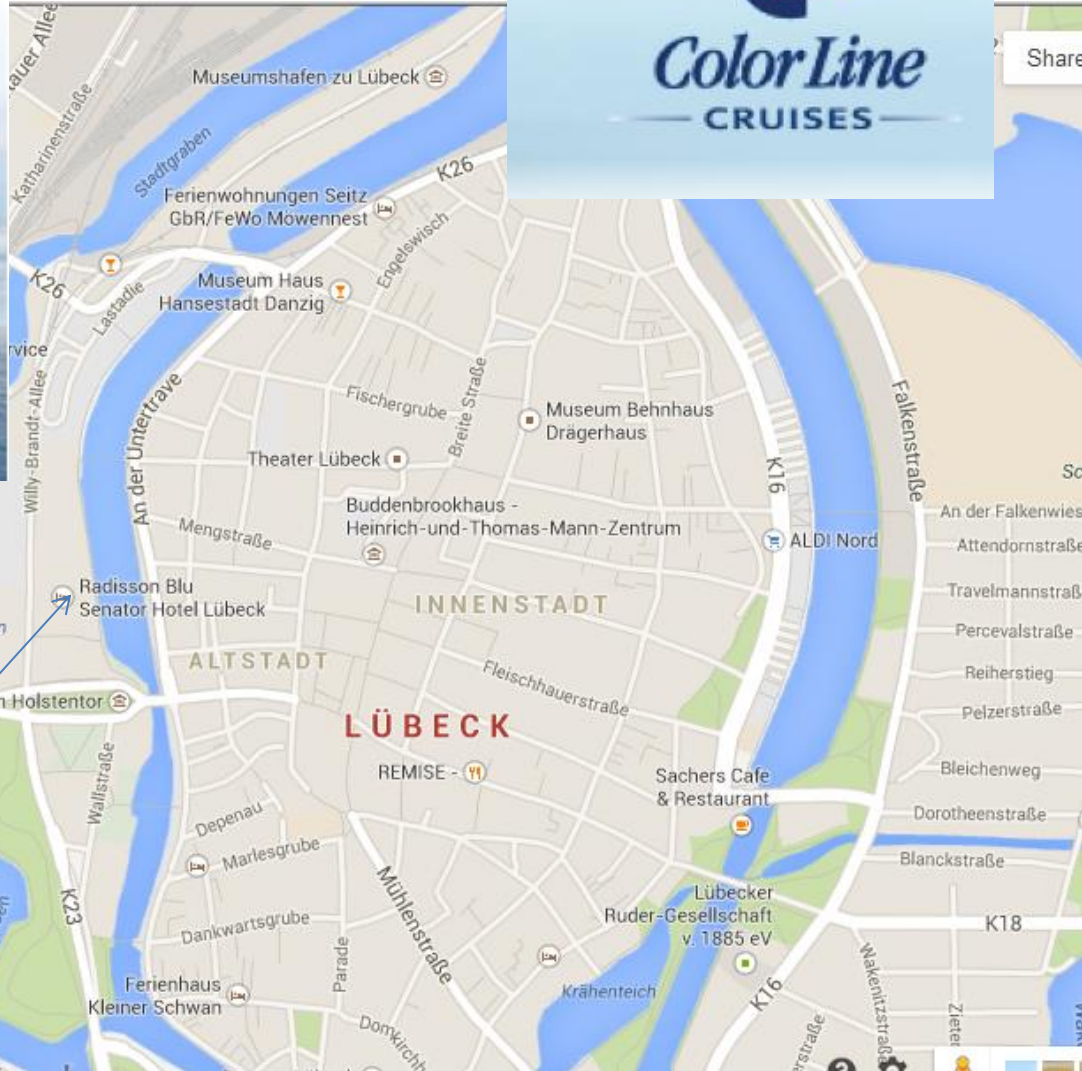 Color Line
CRUISES
Share
Museumshafen zu Lübeck
Katharinenstraße
Stadtgraben
K26
Ferienwohnungen Seitz
GbR/FeWo Möwennest
Engelswisch
K26
Lastadie
Museum Haus
Hansestadt Danzig
rvice
Willy-Brandt-Allee
An der Untertrave
Fischergrube
Breite Straße
Museum Behnhaus
Drägerhaus
Falkenstraße
Theater Lübeck
K16
Sc
Buddenbrookhaus -
Heinrich-und-Thomas-Mann-Zentrum
Mengstraße
ALDI Nord
An der Falkenwies
Attendornstraße
Radisson Blu
Senator Hotel Lübeck
INNENSTADT
Travelmannstraß
Percevalstraße
ALTSTADT
Fleischhauerstraße
Reiherstieg
n Holstentor
LÜBECK
Pelzerstraße
Wallstraße
REMISE -
Sachers Cafe
& Restaurant
Bleichenweg
Depenau
Dorotheenstraße
Marlesgrube
Blanckstraße
K23
Mühlenstraße
Lübecker
Ruder-Gesellschaft
v. 1885 eV
K18
Dankwartsgrube
Parade
Wakenitzstraße
Ferienhaus
Kleiner Schwan
Krähenteich
K16
Zieten
Domkirchh
erstraße